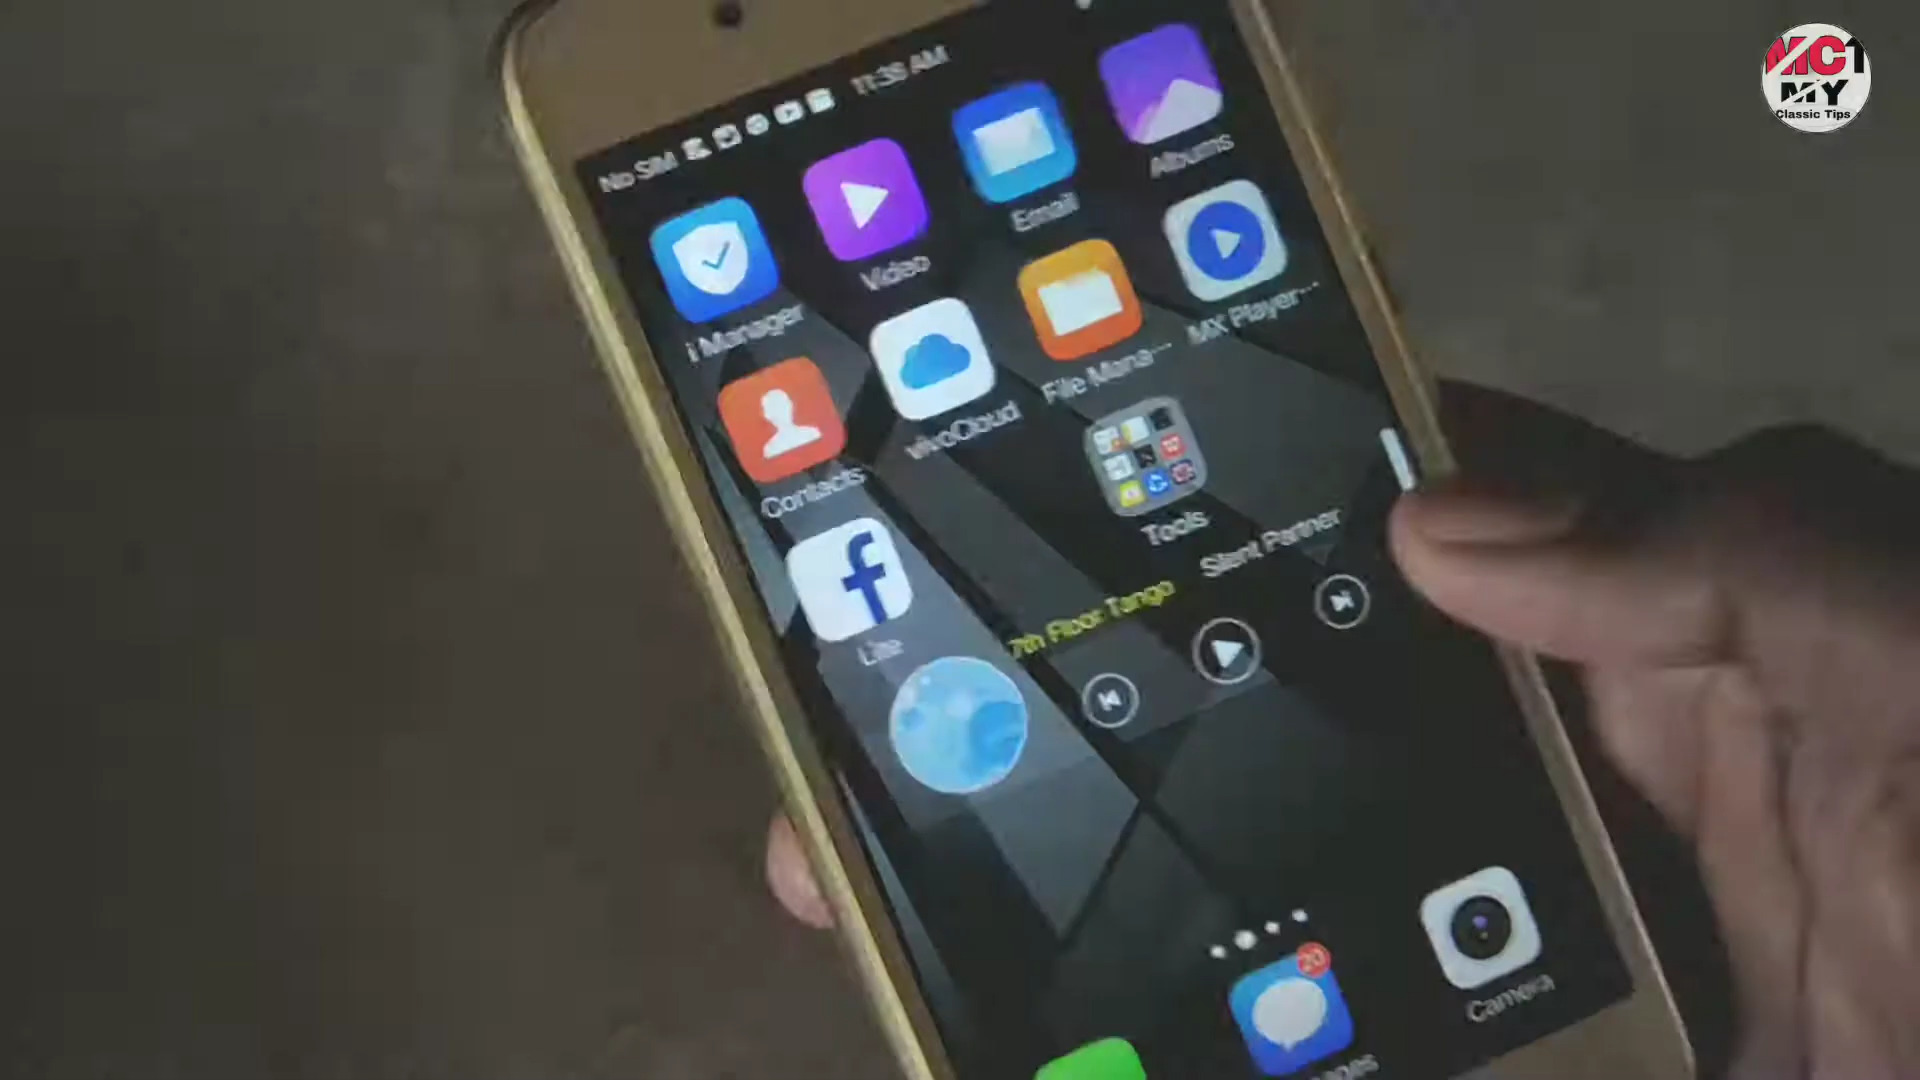 MC1
MY
Classic Tips
No SIM
11:38 AM
i Manager
Video
Email
Albums
Contacts
vivoCloud
File Mana...
MX Player...
Lite
Tools
7th Floor Tango
Silent Partner
20
Camera